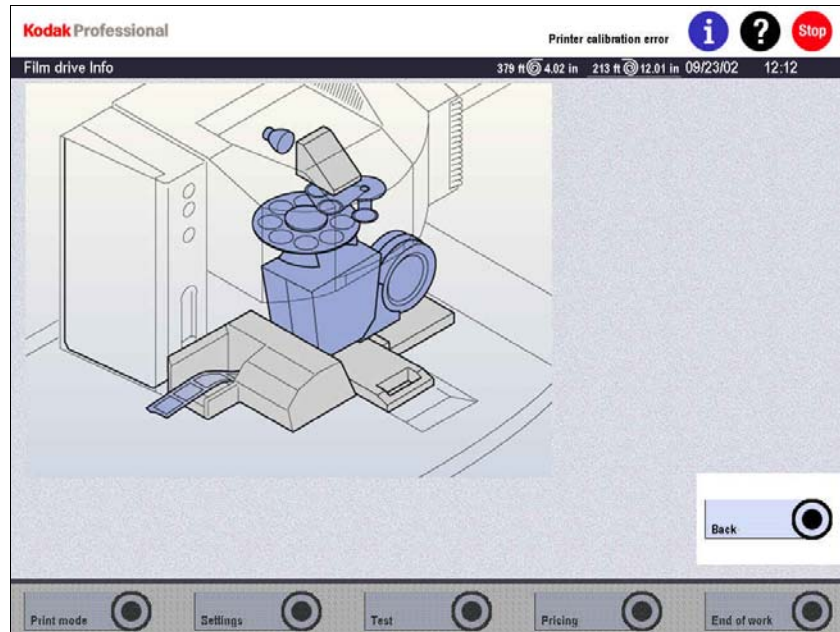 Kodak Professional
Printer calibration error
i
?
Stop
Film drive Info
379 ft 4.02 in 213 ft 12.01 in 09/23/02 12:12
Back
Print mode
Settings
Test
Pricing
End of work